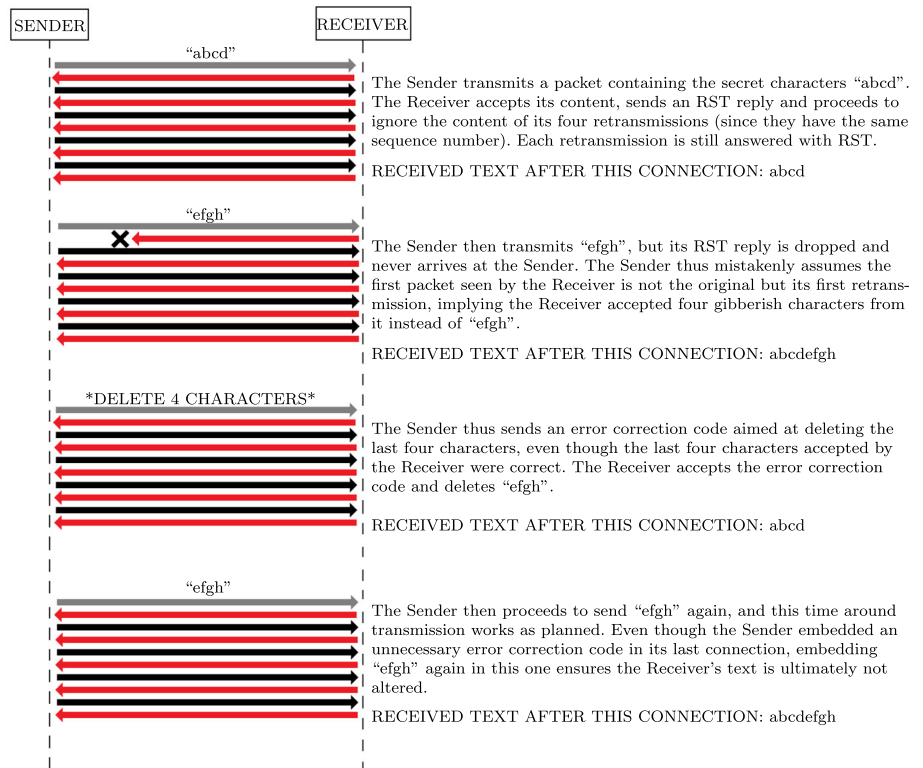 SENDER
RECEIVER
“abcd”
The Sender transmits a packet containing the secret characters “abcd”.
The Receiver accepts its content, sends an RST reply and proceeds to
ignore the content of its four retransmissions (since they have the same
sequence number). Each retransmission is still answered with RST.
RECEIVED TEXT AFTER THIS CONNECTION: abcd
“efgh”
The Sender then transmits “efgh”, but its RST reply is dropped and
never arrives at the Sender. The Sender thus mistakenly assumes the
first packet seen by the Receiver is not the original but its first retrans-
mission, implying the Receiver accepted four gibberish characters from
it instead of “efgh”.
RECEIVED TEXT AFTER THIS CONNECTION: abcdefgh
*DELETE 4 CHARACTERS*
The Sender thus sends an error correction code aimed at deleting the
last four characters, even though the last four characters accepted by
the Receiver were correct. The Receiver accepts the error correction
code and deletes “efgh”.
RECEIVED TEXT AFTER THIS CONNECTION: abcd
“efgh”
The Sender then proceeds to send “efgh” again, and this time around
transmission works as planned. Even though the Sender embedded an
unnecessary error correction code in its last connection, embedding
“efgh” again in this one ensures the Receiver’s text is ultimately not
altered.
RECEIVED TEXT AFTER THIS CONNECTION: abcdefgh